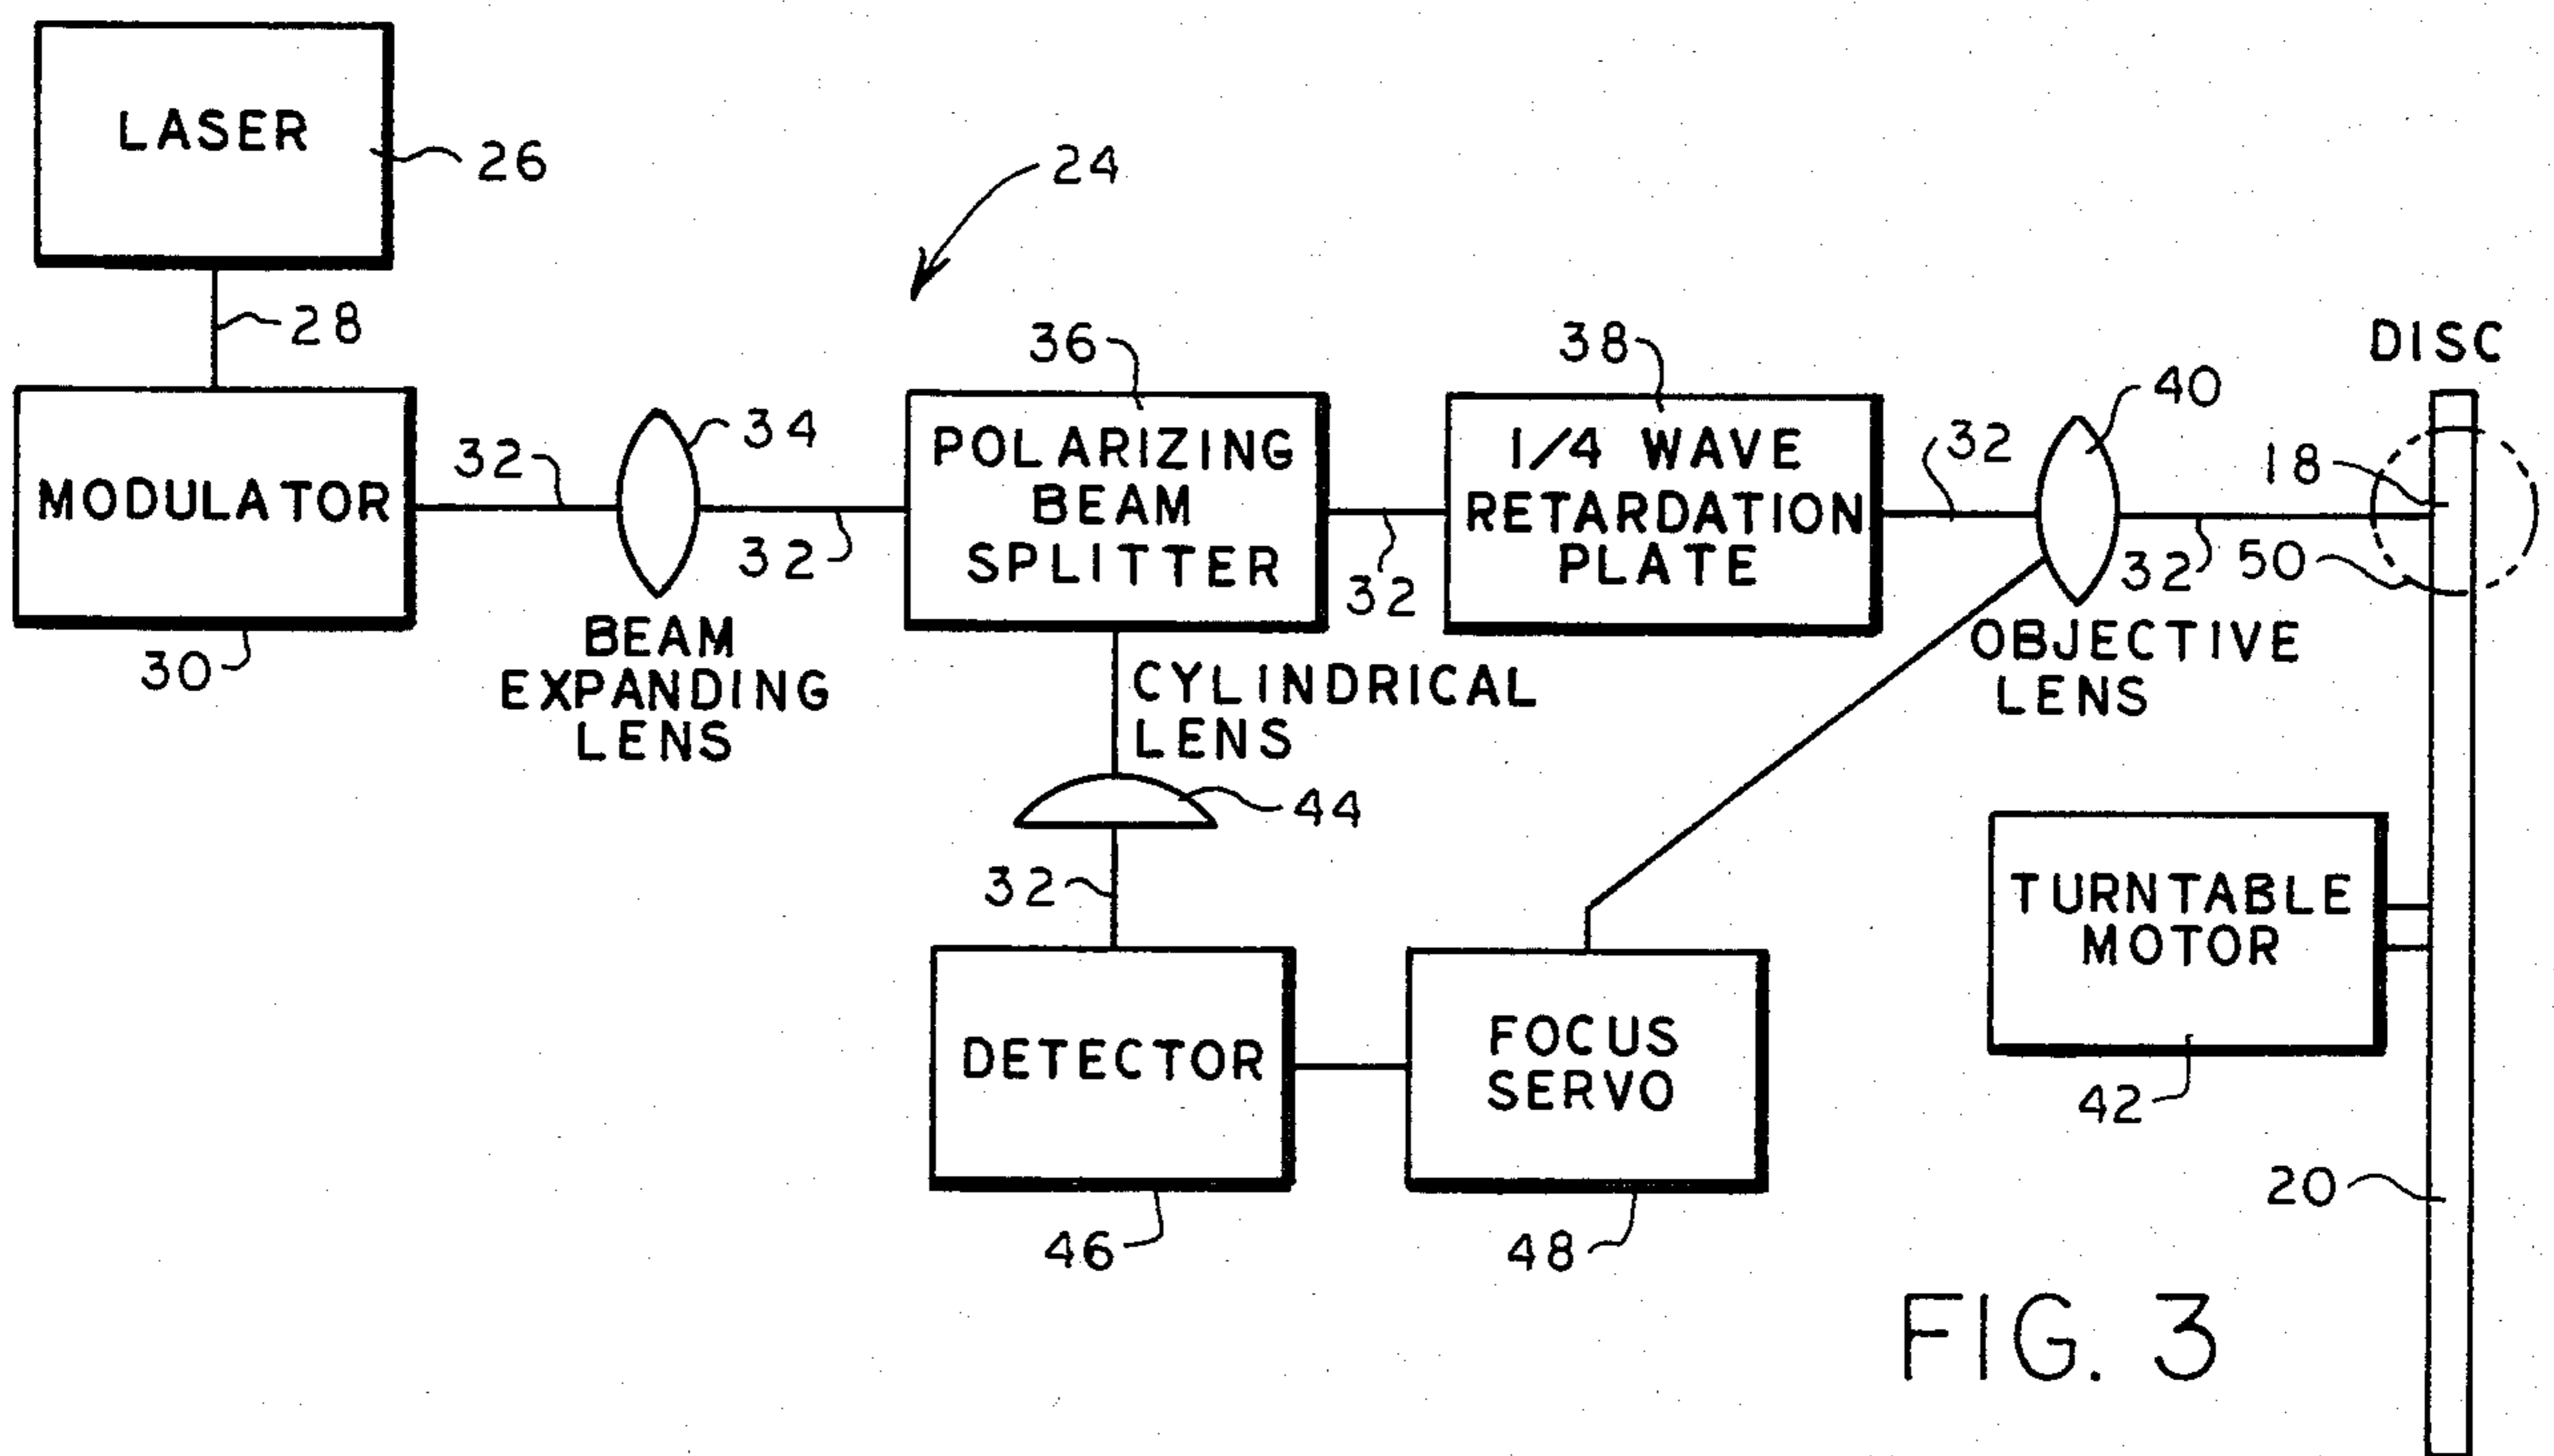 LASER
26
24
28
36
38
DISC
40
MODULATOR
32
34
32
POLARIZING
BEAM
SPLITTER
32
1/4 WAVE
RETARDATION
PLATE
32
32
18
50
30
BEAM
EXPANDING
LENS
CYLINDRICAL
LENS
OBJECTIVE
LENS
44
32
TURNTABLE
MOTOR
42
DETECTOR
FOCUS
SERVO
46
48
20
FIG. 3